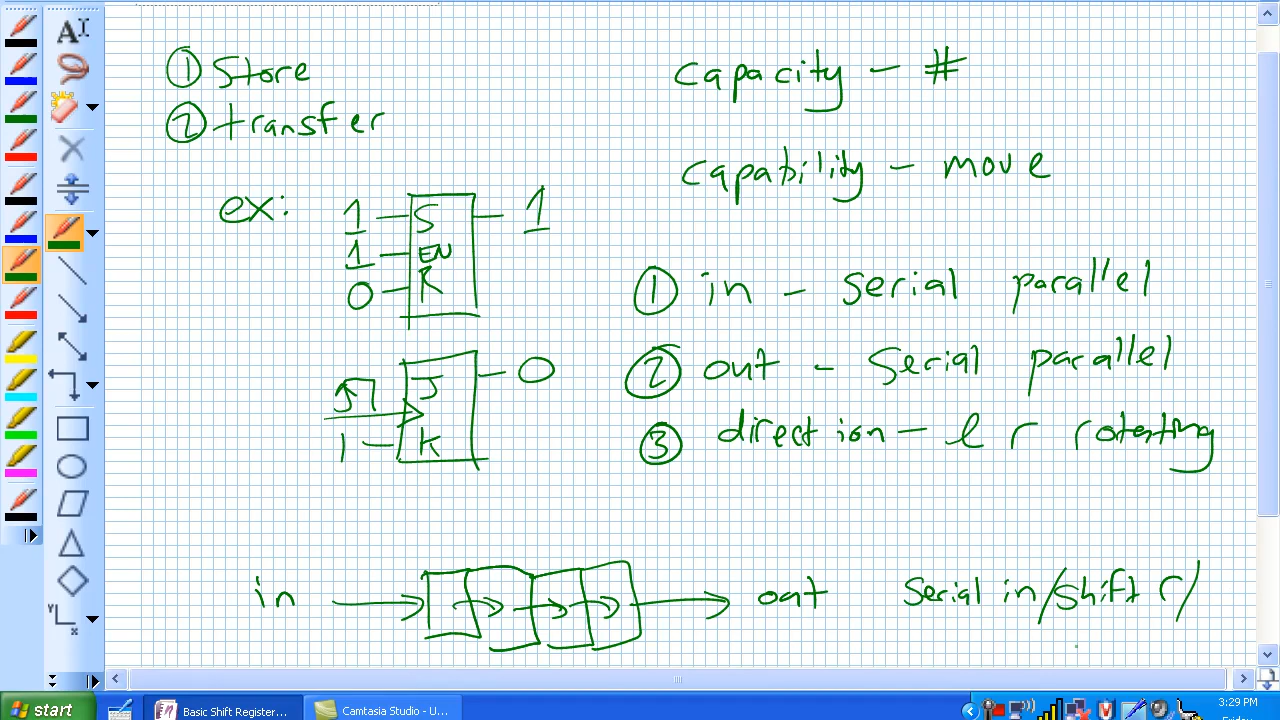 ① Store
② transfer
capacity - #
capability - move
ex:
1 S 1
1 EN
0 R
J 0
1 K
① in - serial parallel
② out - serial parallel
③ direction - l r rotating
in out Serial in/shift r/
start
Basic Shift Register...
Camtasia Studio - U...
3:29 PM
Friday